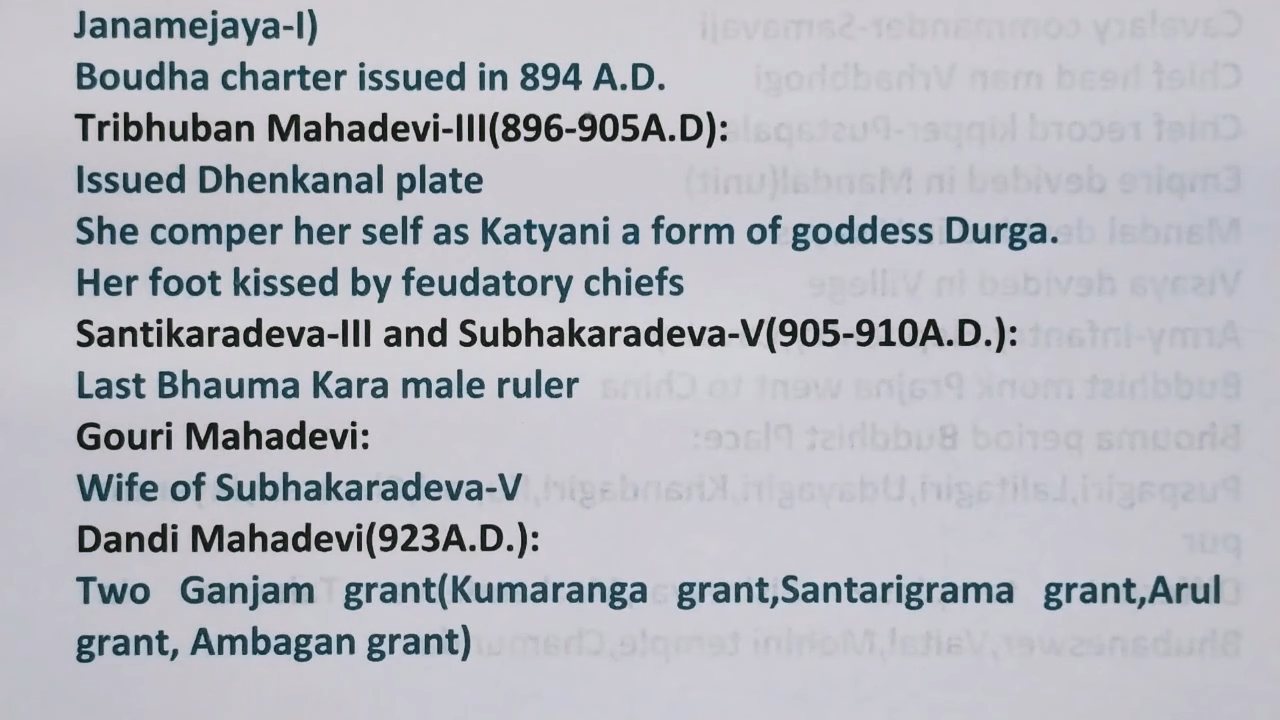 Janamejaya-I)
Boudha charter issued in 894 A.D.
Tribhuban Mahadevi-III(896-905A.D):
Issued Dhenkanal plate
She comper her self as Katyani a form of goddess Durga.
Her foot kissed by feudatory chiefs
Santikaradeva-III and Subhakaradeva-V(905-910A.D.):
Last Bhauma Kara male ruler
Gouri Mahadevi:
Wife of Subhakaradeva-V
Dandi Mahadevi(923A.D.):
Two Ganjam grant(Kumaranga grant,Santarigrama grant,Arul
grant, Ambagan grant)